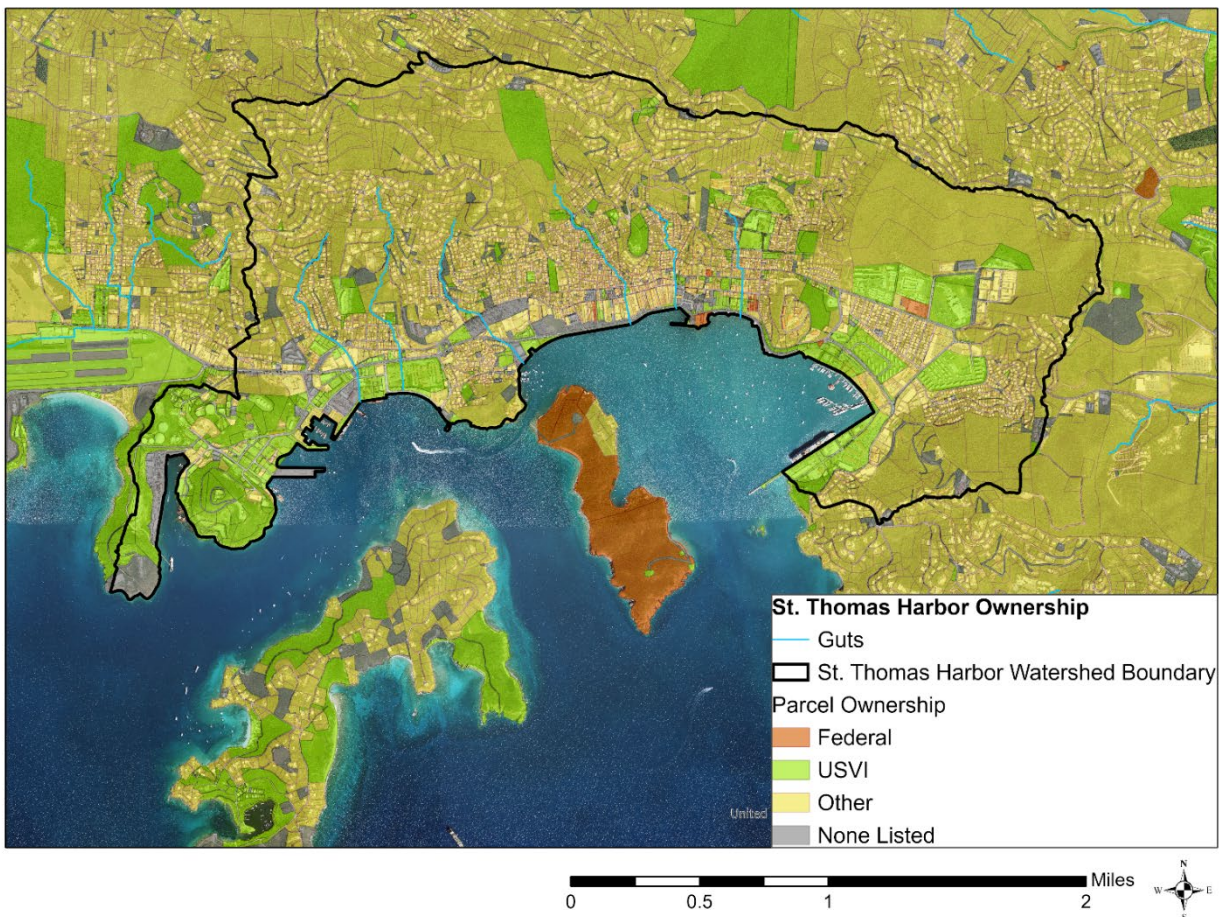 United
St. Thomas Harbor Ownership
Guts
St. Thomas Harbor Watershed Boundary
Parcel Ownership
Federal
USVI
Other
None Listed
Miles
0 0.5 1 2
N
W E
S